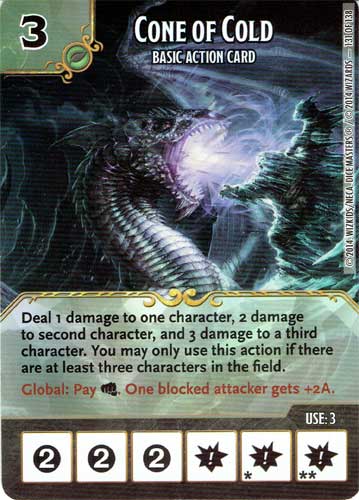 3
CONE OF COLD
BASIC ACTION CARD
©2014 WIZKIDS/NECA. DICE MASTERS ©/ ©2014 WIZARDS — 131 OF 138
Deal 1 damage to one character, 2 damage
to second character, and 3 damage to a third
character. You may only use this action if there
are at least three characters in the field.
Global: Pay . One blocked attacker gets +2A.
USE: 3
2 2 2 ! ! !
* **